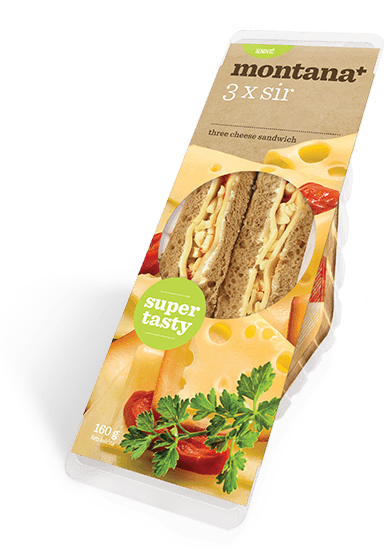 montana+
3 x sir
three cheese sandwich
super
tasty
160 g